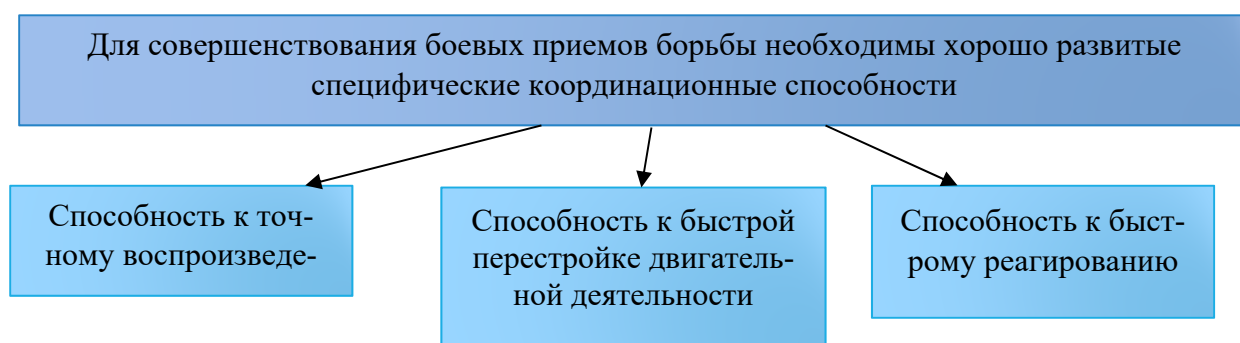 Для совершенствования боевых приемов борьбы необходимы хорошо развитые
специфические координационные способности
Способность к точ-
ному воспроизведе-
Способность к быстрой
перестройке двигатель-
ной деятельности
Способность к быст-
рому реагированию